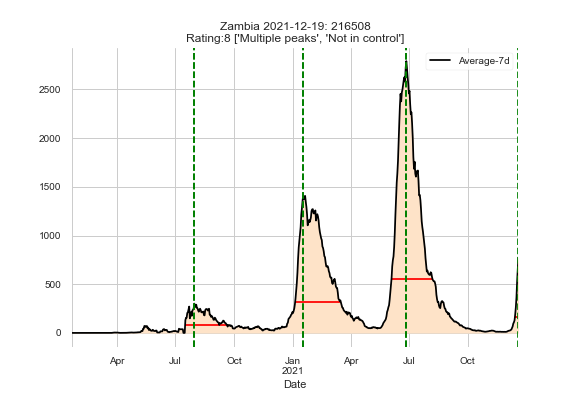 Zambia 2021-12-19: 216508
Rating:8 ['Multiple peaks', 'Not in control']
Average-7d
2500
2000
1500
1000
500
0
Apr
Jul
Oct
Jan
2021
Apr
Jul
Oct
Date